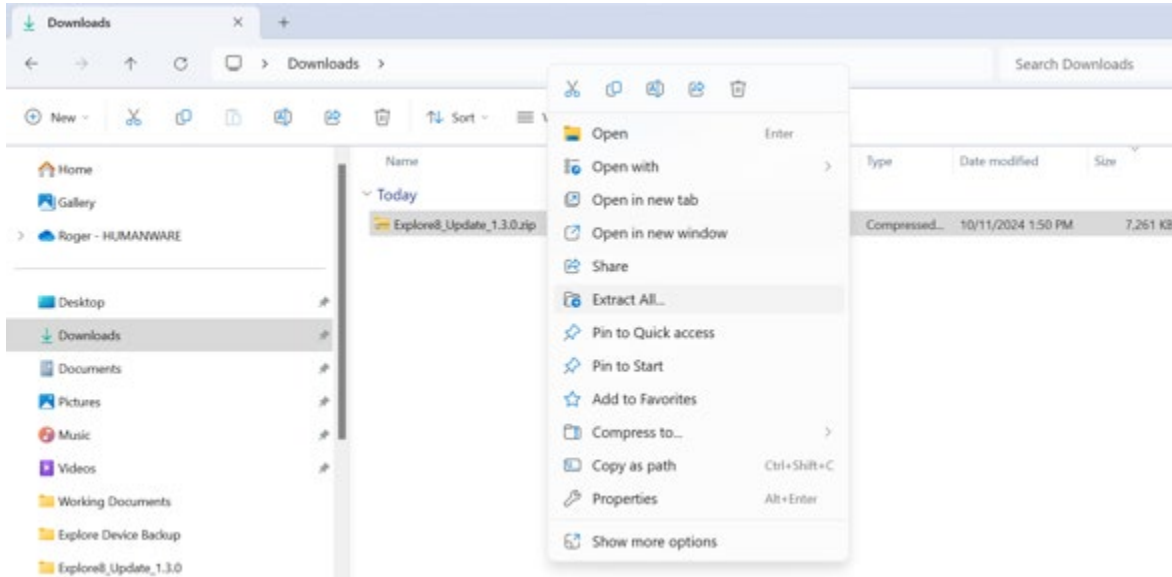 Downloads
Downloads
Search Downloads
New
Sort
Home
Gallery
Roger - HUMANWARE
Desktop
Downloads
Documents
Pictures
Music
Videos
Working Documents
Explore Device Backup
Explore8_Update_1.3.0
Name
Type
Date modified
Size
Today
Explore8_Update_1.3.0.zip
Compressed...
10/11/2024 1:50 PM
7,261 KB
Open Enter
Open with
Open in new tab
Open in new window
Share
Extract All...
Pin to Quick access
Pin to Start
Add to Favorites
Compress to...
Copy as path Ctrl+Shift+C
Properties Alt+Enter
Show more options